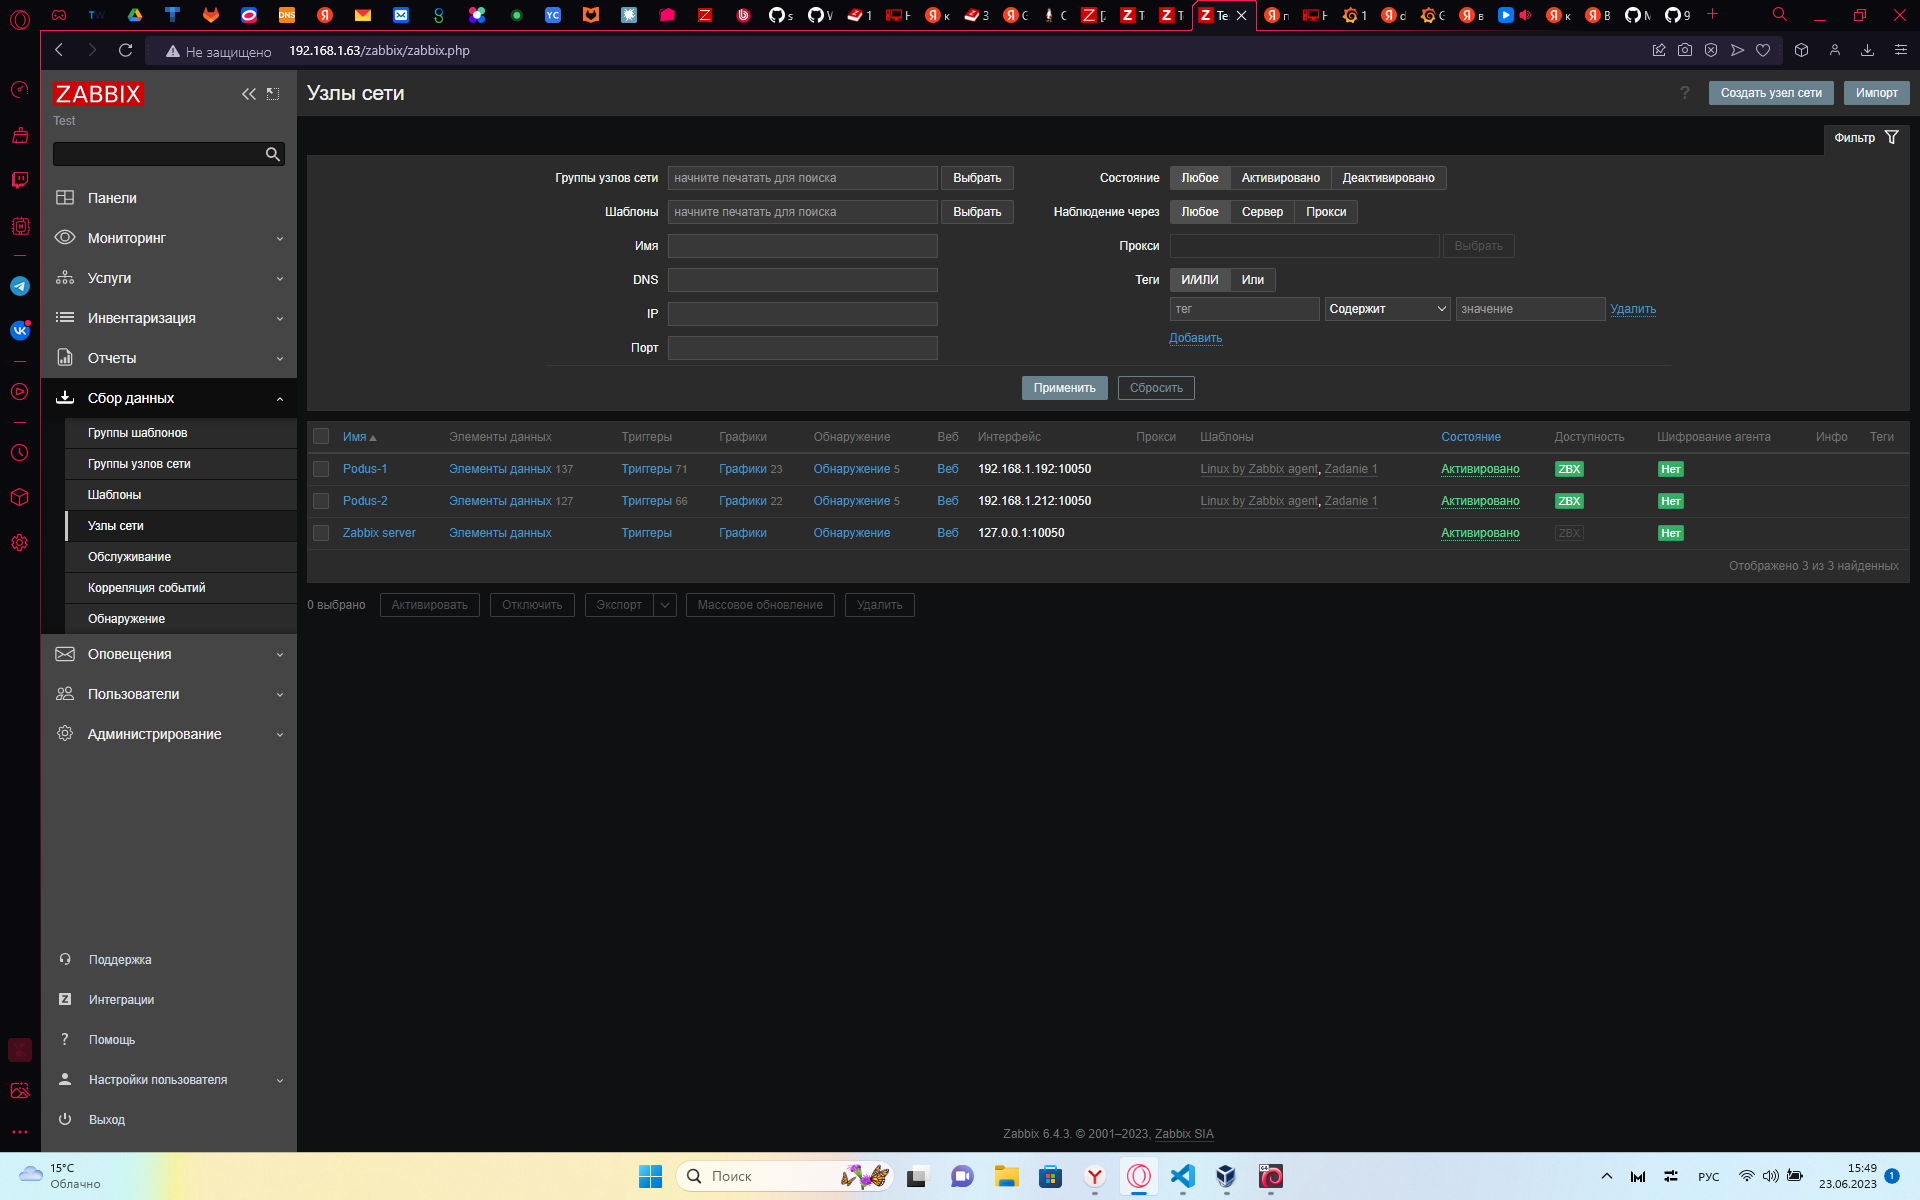 TW
DNS
YC
s
V
1
к
3
C
Te
Не защищено 192.168.1.63/zabbix/zabbix.php
ZABBIX
Test
Панели
Мониторинг
Услуги
Инвентаризация
Отчеты
Сбор данных
Группы шаблонов
Группы узлов сети
Шаблоны
Узлы сети
Обслуживание
Корреляция событий
Обнаружение
Оповещения
Пользователи
Администрирование
Поддержка
Интеграции
Помощь
Настройки пользователя
Выход
Узлы сети
? Создать узел сети Импорт
Фильтр
Группы узлов сети начните печатать для поиска Выбрать
Шаблоны начните печатать для поиска Выбрать
Имя
DNS
IP
Порт
Состояние Любое Активировано Деактивировано
Наблюдение через Любое Сервер Прокси
Прокси Выбрать
Теги И/ИЛИ Или
тег Содержит значение Удалить
Добавить
Применить Сбросить
Имя Элементы данных Триггеры Графики Обнаружение Веб Интерфейс Прокси Шаблоны Состояние Доступность Шифрование агента Инфо Теги
Podus-1 Элементы данных 137 Триггеры 71 Графики 23 Обнаружение 5 Веб 192.168.1.192:10050 Linux by Zabbix agent, Zadanie 1 Активировано ZBX Нет
Podus-2 Элементы данных 127 Триггеры 66 Графики 22 Обнаружение 5 Веб 192.168.1.212:10050 Linux by Zabbix agent, Zadanie 1 Активировано ZBX Нет
Zabbix server Элементы данных Триггеры Графики Обнаружение Веб 127.0.0.1:10050 Активировано ZBX Нет
Отображено 3 из 3 найденных
0 выбрано Активировать Отключить Экспорт Массовое обновление Удалить
Zabbix 6.4.3. © 2001–2023, Zabbix SIA
15°C
Облачно
Поиск
РУС
15:49
23.06.2023
1